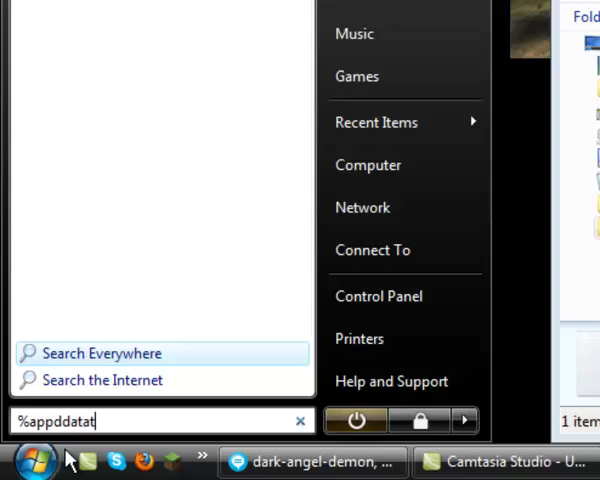 Music
Games
Recent Items
Computer
Network
Connect To
Control Panel
Printers
Help and Support
Search Everywhere
Search the Internet
%appddatat
Fold
1 item
dark-angel-demon, ...
Camtasia Studio - U...